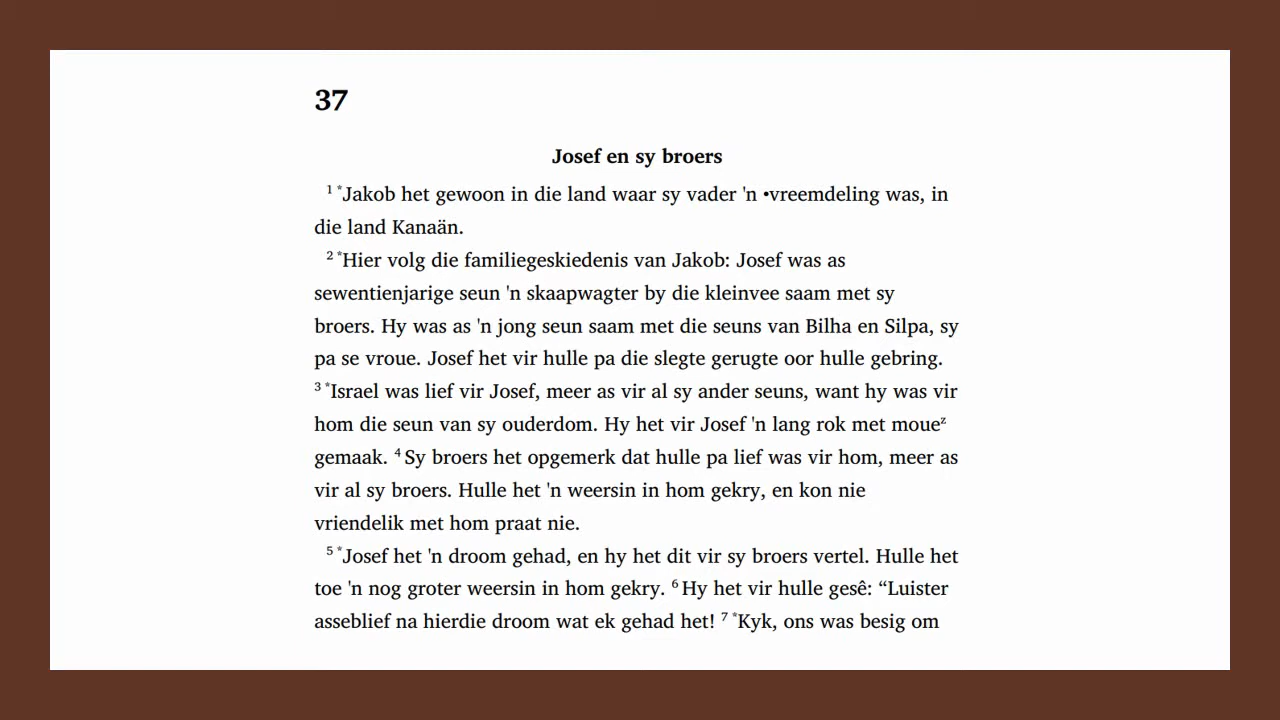 37
Josef en sy broers
1 *Jakob het gewoon in die land waar sy vader 'n •vreemdeling was, in
die land Kanaän.
2 *Hier volg die familiegeskiedenis van Jakob: Josef was as
sewentienjarige seun 'n skaapwagter by die kleinvee saam met sy
broers. Hy was as 'n jong seun saam met die seuns van Bilha en Silpa, sy
pa se vroue. Josef het vir hulle pa die slegte gerugte oor hulle gebring.
3 *Israel was lief vir Josef, meer as vir al sy ander seuns, want hy was vir
hom die seun van sy ouderdom. Hy het vir Josef 'n lang rok met moue z
gemaak. 4 Sy broers het opgemerk dat hulle pa lief was vir hom, meer as
vir al sy broers. Hulle het 'n weersin in hom gekry, en kon nie
vriendelik met hom praat nie.
5 *Josef het 'n droom gehad, en hy het dit vir sy broers vertel. Hulle het
toe 'n nog groter weersin in hom gekry. 6 Hy het vir hulle gesê: “Luister
asseblief na hierdie droom wat ek gehad het! 7 *Kyk, ons was besig om